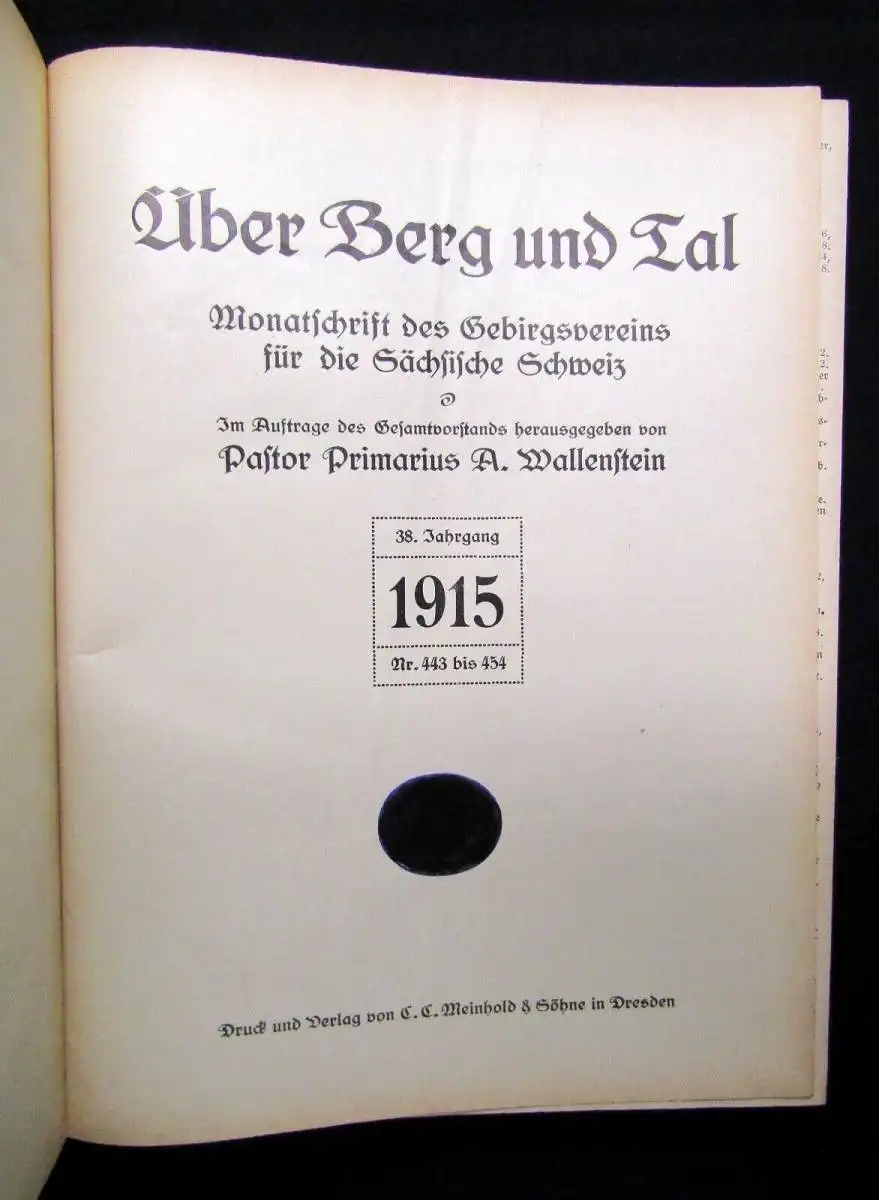 Über Berg und Tal
Monatſchrift des Gebirgsvereins
für die Sächſiſche Schweiz
Im Auftrage des Geſamtvorſtands herausgegeben von
Paſtor Primarius A. Wallenſtein
38. Jahrgang
1915
Nr. 443 bis 454
Druck und Verlag von C. C. Meinhold & Söhne in Dresden